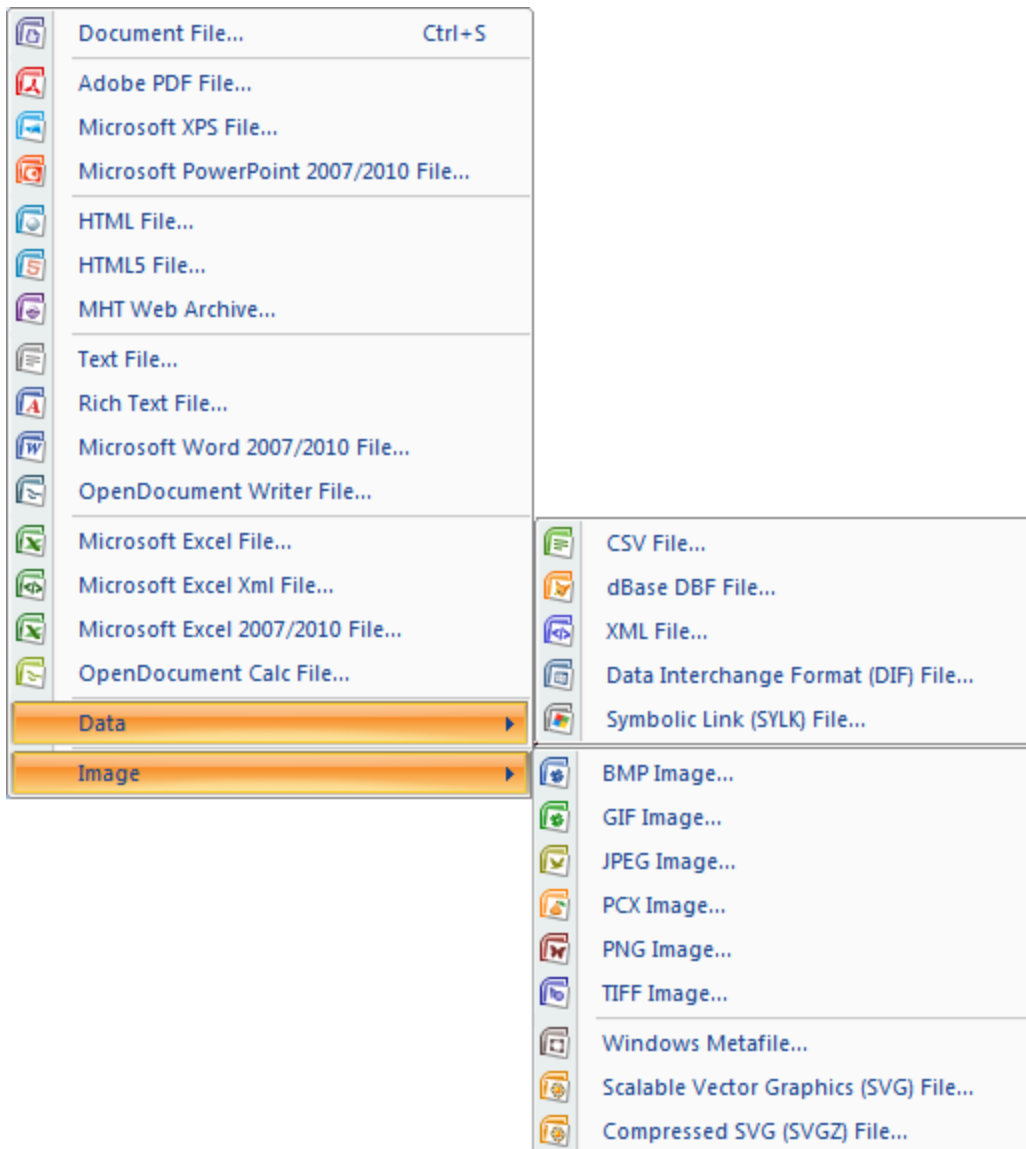 Document File... Ctrl+S
Adobe PDF File...
Microsoft XPS File...
Microsoft PowerPoint 2007/2010 File...
HTML File...
HTML5 File...
MHT Web Archive...
Text File...
Rich Text File...
Microsoft Word 2007/2010 File...
OpenDocument Writer File...
Microsoft Excel File...
Microsoft Excel Xml File...
Microsoft Excel 2007/2010 File...
OpenDocument Calc File...
Data
Image
CSV File...
dBase DBF File...
XML File...
Data Interchange Format (DIF) File...
Symbolic Link (SYLK) File...
BMP Image...
GIF Image...
JPEG Image...
PCX Image...
PNG Image...
TIFF Image...
Windows Metafile...
Scalable Vector Graphics (SVG) File...
Compressed SVG (SVGZ) File...